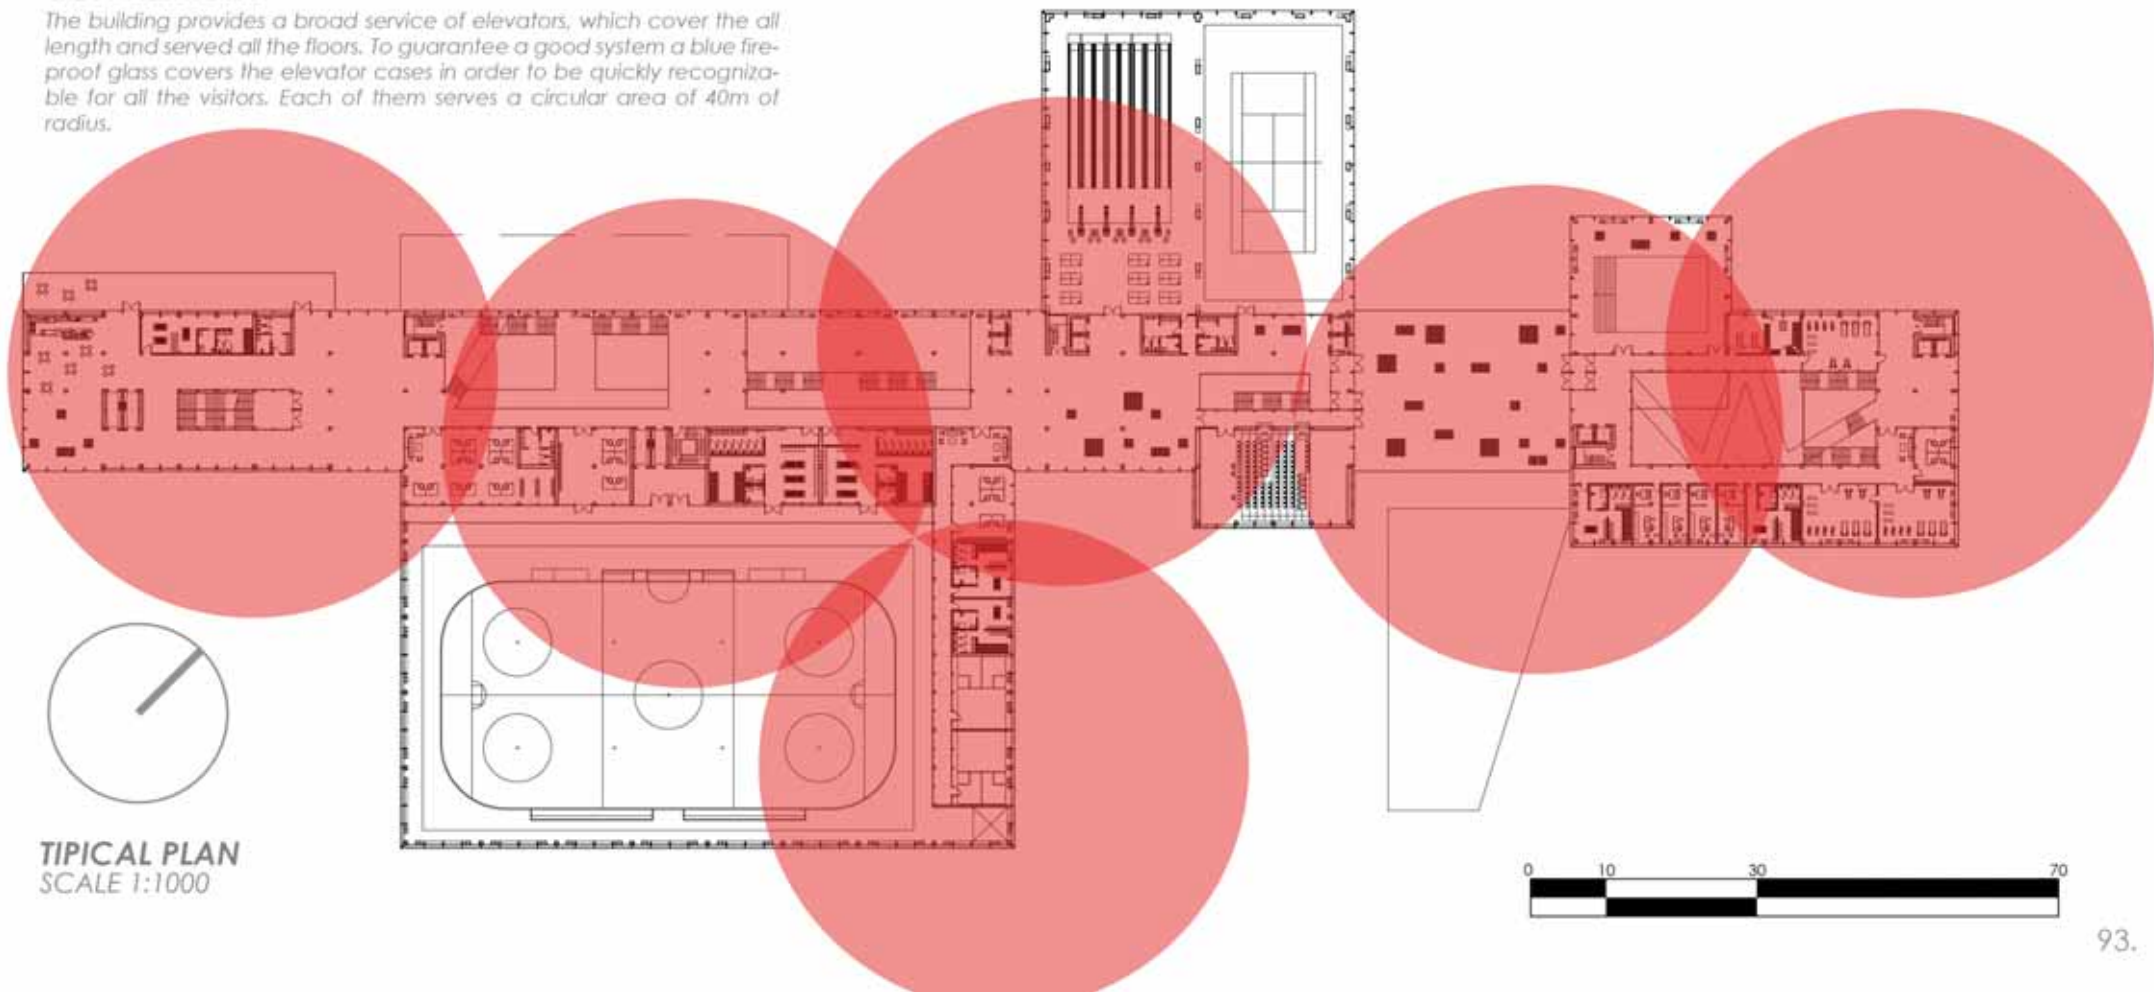 The building provides a broad service of elevators, which cover the all
length and served all the floors. To guarantee a good system a blue fire-
proof glass covers the elevator cases in order to be quickly recogniza-
ble for all the visitors. Each of them serves a circular area of 40m of
radius.
TIPICAL PLAN
SCALE 1:1000
0 10 30 70
93.